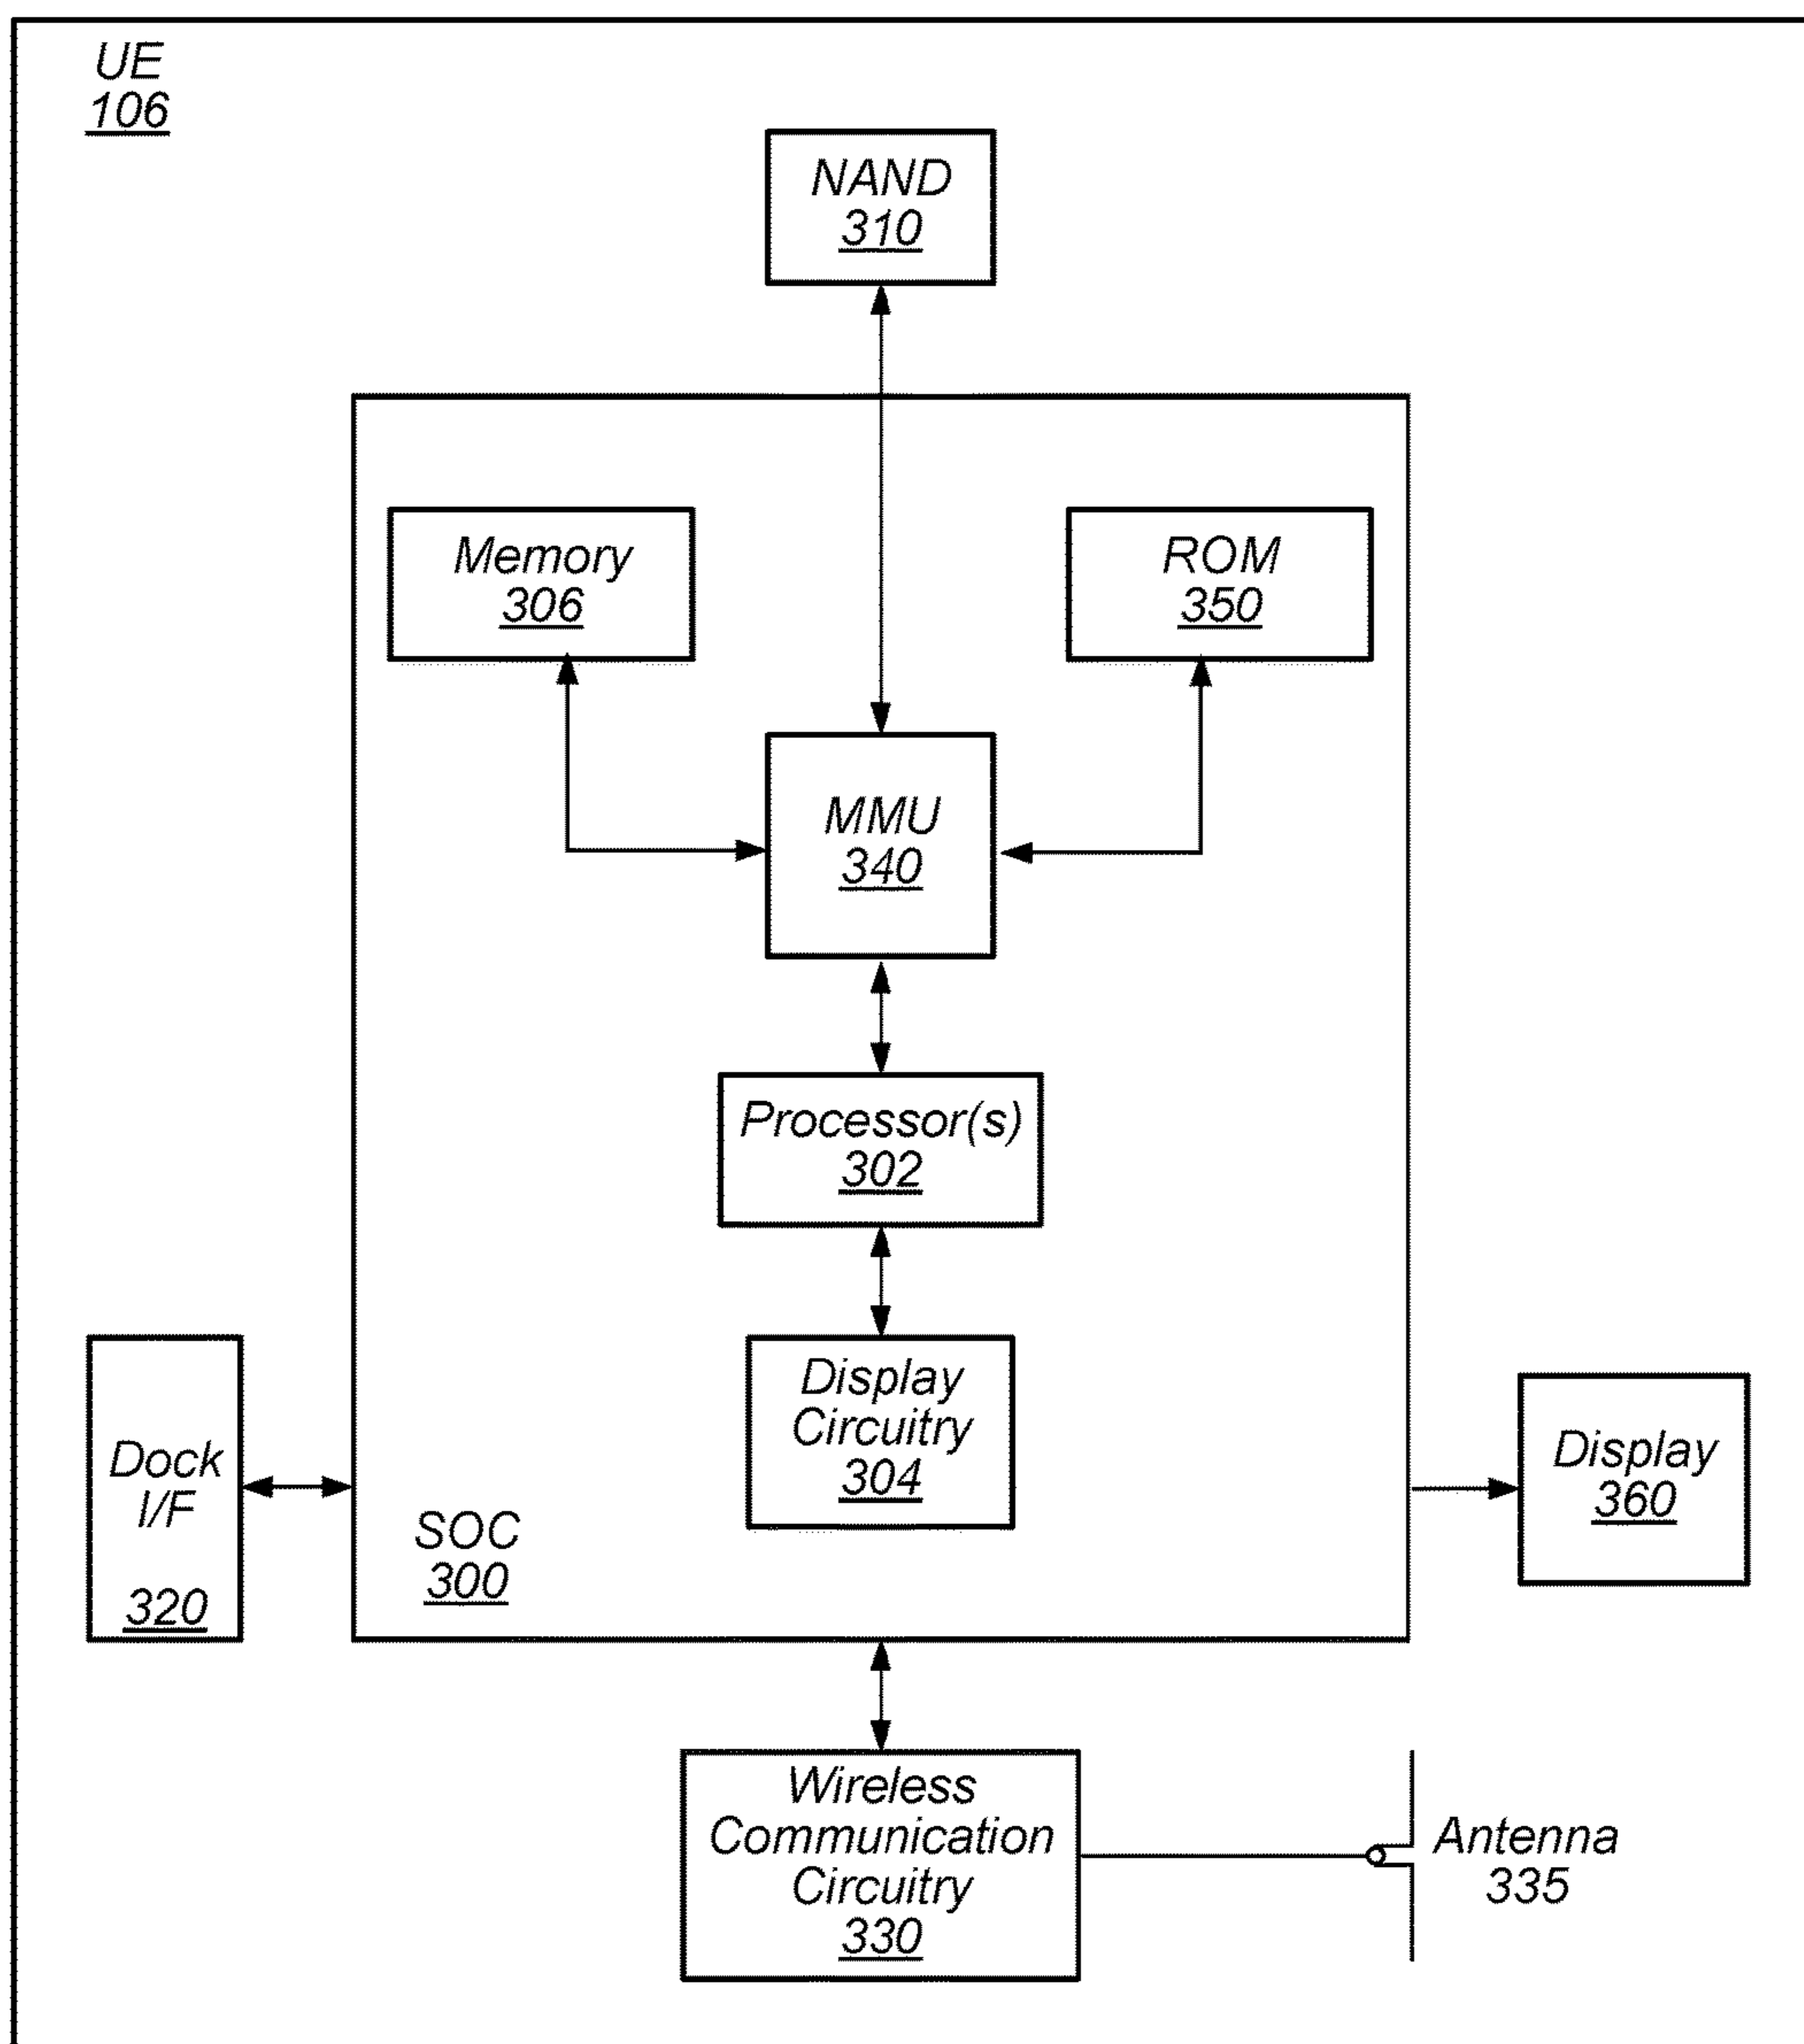 UE
106
NAND
310
Memory
306
ROM
350
MMU
340
Processor(s)
302
Display
Circuitry
304
Dock
I/F
320
SOC
300
Display
360
Wireless
Communication
Circuitry
330
Antenna
335